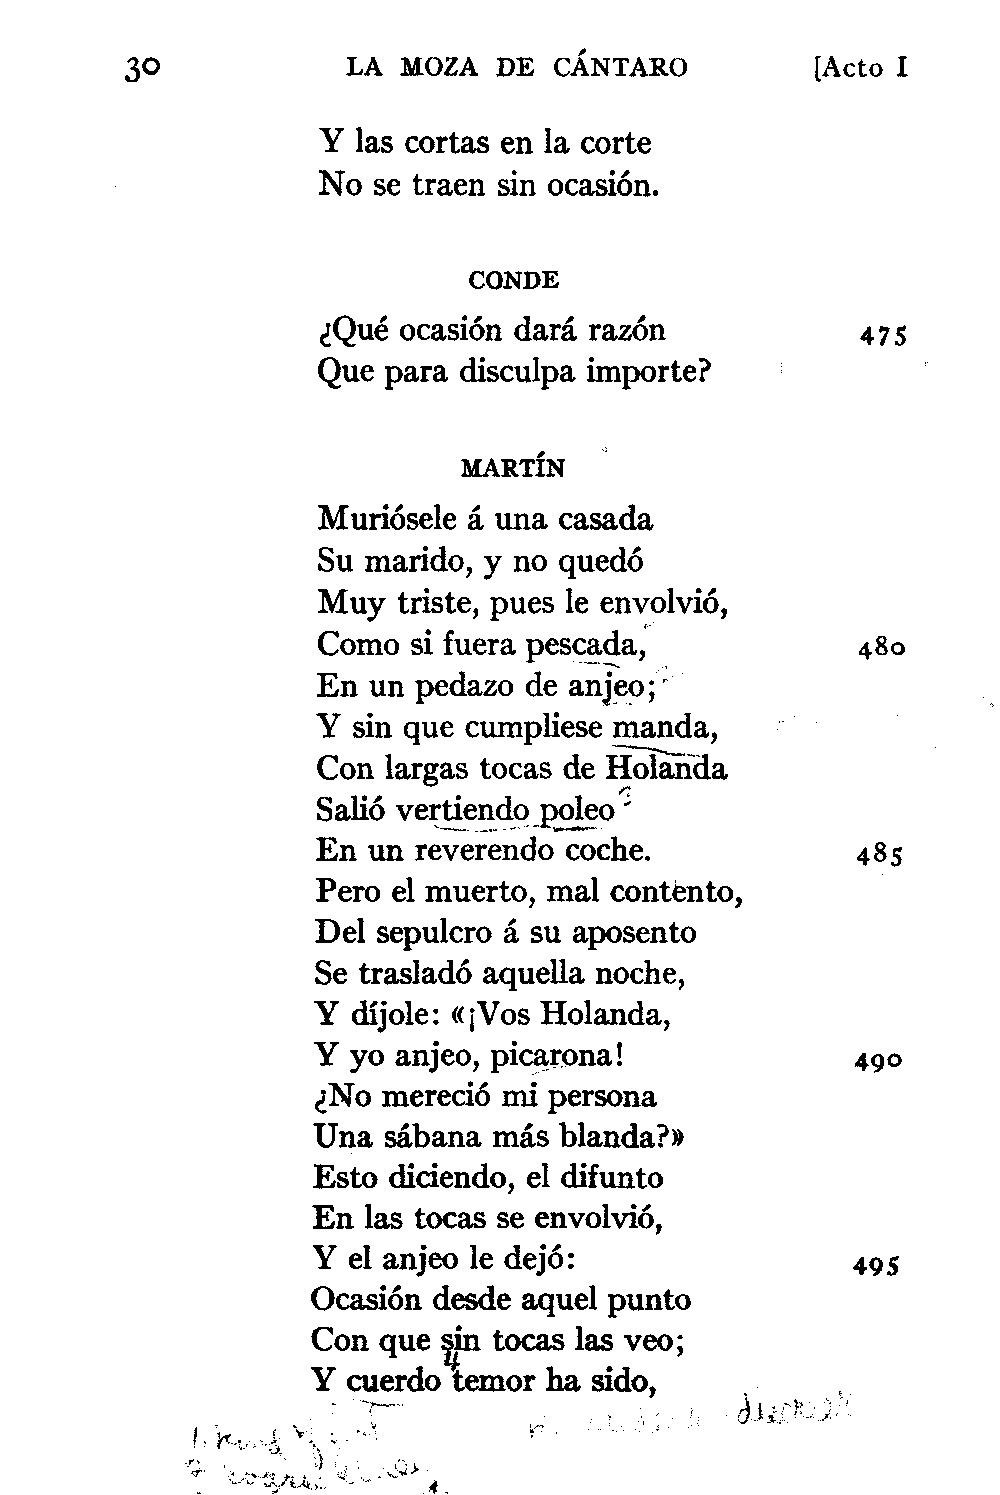 30 LA MOZA DE CÁNTARO [Acto I
Y las cortas en la corte
No se traen sin ocasión.
CONDE
¿Qué ocasión dará razón 475
Que para disculpa importe?
MARTÍN
Muriósele á una casada
Su marido, y no quedó
Muy triste, pues le envolvió,
Como si fuera pescada, 480
En un pedazo de anjeo;
Y sin que cumpliese manda,
Con largas tocas de Holanda
Salió vertiendo poleo
En un reverendo coche. 485
Pero el muerto, mal contento,
Del sepulcro á su aposento
Se trasladó aquella noche,
Y díjole: «¡Vos Holanda,
Y yo anjeo, picarona! 490
¿No mereció mi persona
Una sábana más blanda?»
Esto diciendo, el difunto
En las tocas se envolvió,
Y el anjeo le dejó: 495
Ocasión desde aquel punto
Con que sin tocas las veo;
Y cuerdo temor ha sido,